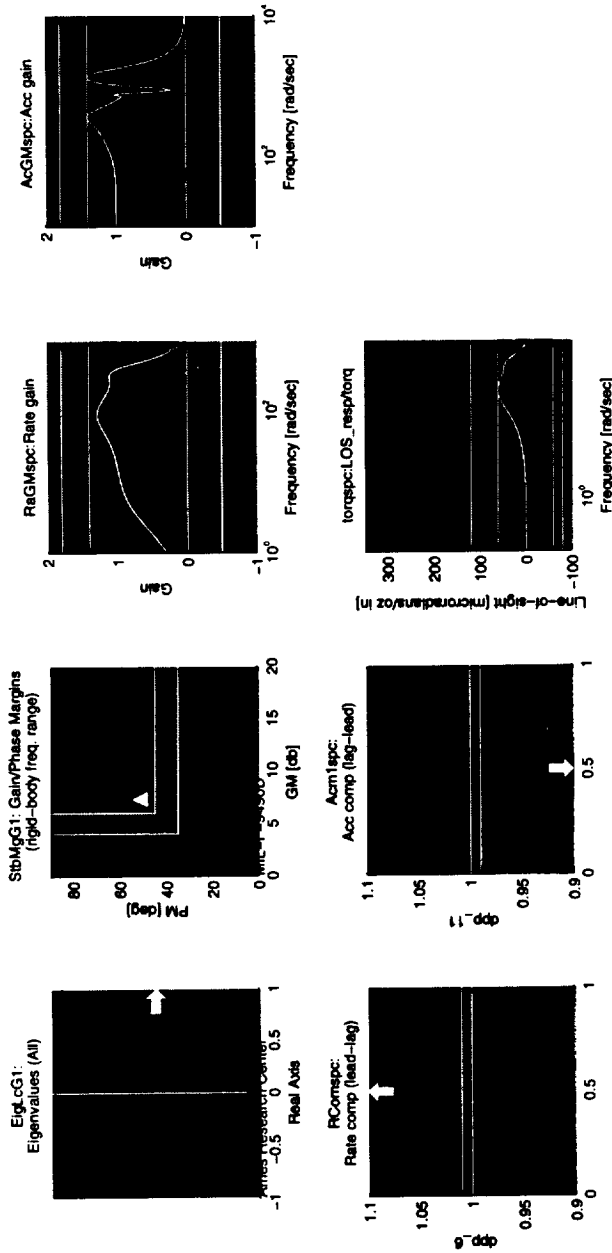 EigLcG1:
Eigenvalues (All)
Ames Research Center
-1
-0.5
0
0.5
1
Real Axis
StbMgG1: Gain/Phase Margins
(rigid-body freq. range)
PM [deg]
80
60
40
20
0
MIL-F-9490D
0
5
10
15
20
GM [db]
RaGMspc:Rate gain
Gain
2
1
0
-1
10^0
10^2
Frequency [rad/sec]
AcGMspc:Acc gain
Gain
2
1
0
-1
10^2
10^4
Frequency [rad/sec]
RComspc:
Rate comp (lead-lag)
dpp_6
1.1
1.05
1
0.95
0.9
0
0.5
1
Acm1spc:
Acc comp (lag-lead)
dpp_11
1.1
1.05
1
0.95
0.9
0
0.5
1
torqspc:LOS_resp/torq
Line-of-sight [microradians/oz in]
300
200
100
0
-100
10^0
Frequency [rad/sec]